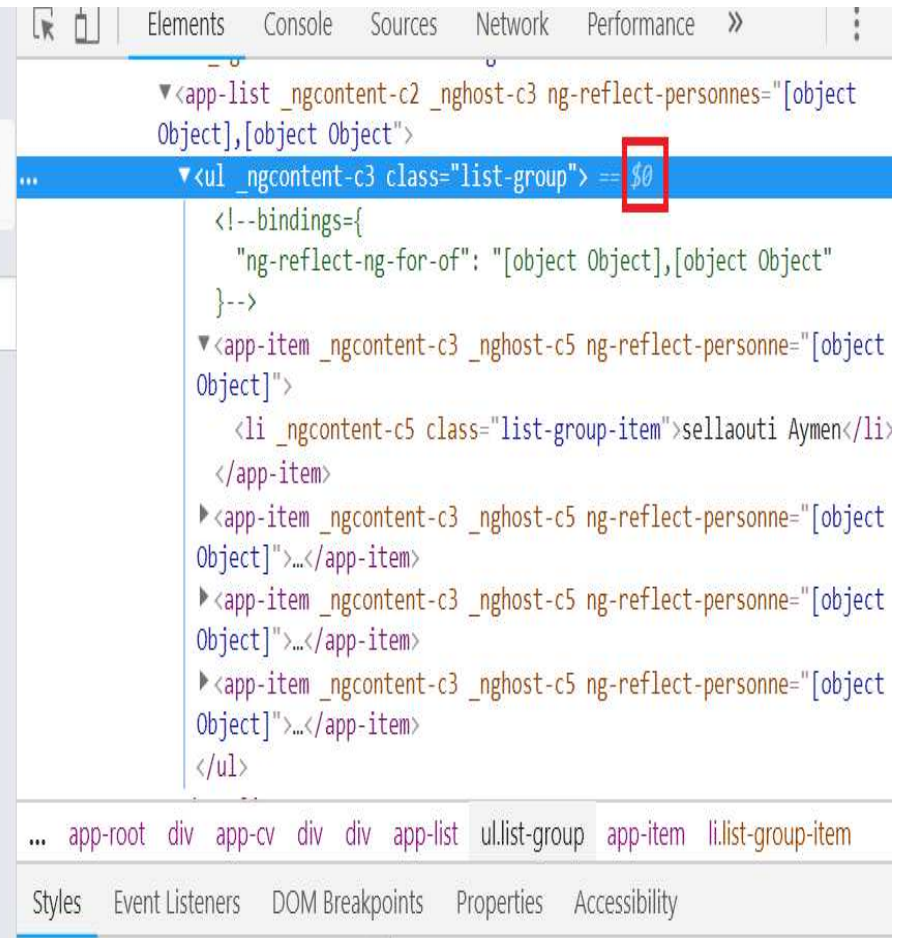 Elements Console Sources Network Performance »
▼<app-list _ngcontent-c2 _nghost-c3 ng-reflect-personnes="[object
Object],[object Object">
... ▼<ul _ngcontent-c3 class="list-group"> == $0
<!--bindings={
"ng-reflect-ng-for-of": "[object Object],[object Object"
}-->
▼<app-item _ngcontent-c3 _nghost-c5 ng-reflect-personne="[object
Object]">
<li _ngcontent-c5 class="list-group-item">sellaouti Aymen</li>
</app-item>
▶<app-item _ngcontent-c3 _nghost-c5 ng-reflect-personne="[object
Object]">…</app-item>
▶<app-item _ngcontent-c3 _nghost-c5 ng-reflect-personne="[object
Object]">…</app-item>
▶<app-item _ngcontent-c3 _nghost-c5 ng-reflect-personne="[object
Object]">…</app-item>
</ul>
... app-root div app-cv div div app-list ul.list-group app-item li.list-group-item
Styles Event Listeners DOM Breakpoints Properties Accessibility